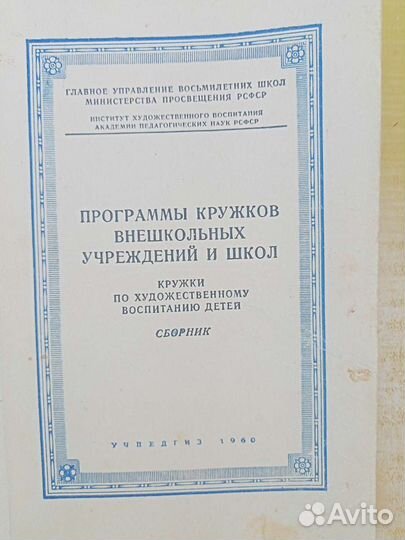 ГЛАВНОЕ УПРАВЛЕНИЕ ВОСЬМИЛЕТНИХ ШКОЛ
МИНИСТЕРСТВА ПРОСВЕЩЕНИЯ РСФСР
ИНСТИТУТ ХУДОЖЕСТВЕННОГО ВОСПИТАНИЯ
АКАДЕМИИ ПЕДАГОГИЧЕСКИХ НАУК РСФСР
ПРОГРАММЫ КРУЖКОВ
ВНЕШКОЛЬНЫХ
УЧРЕЖДЕНИЙ И ШКОЛ
КРУЖКИ
ПО ХУДОЖЕСТВЕННОМУ
ВОСПИТАНИЮ ДЕТЕЙ
СБОРНИК
УЧПЕДГИЗ 1960
Avito